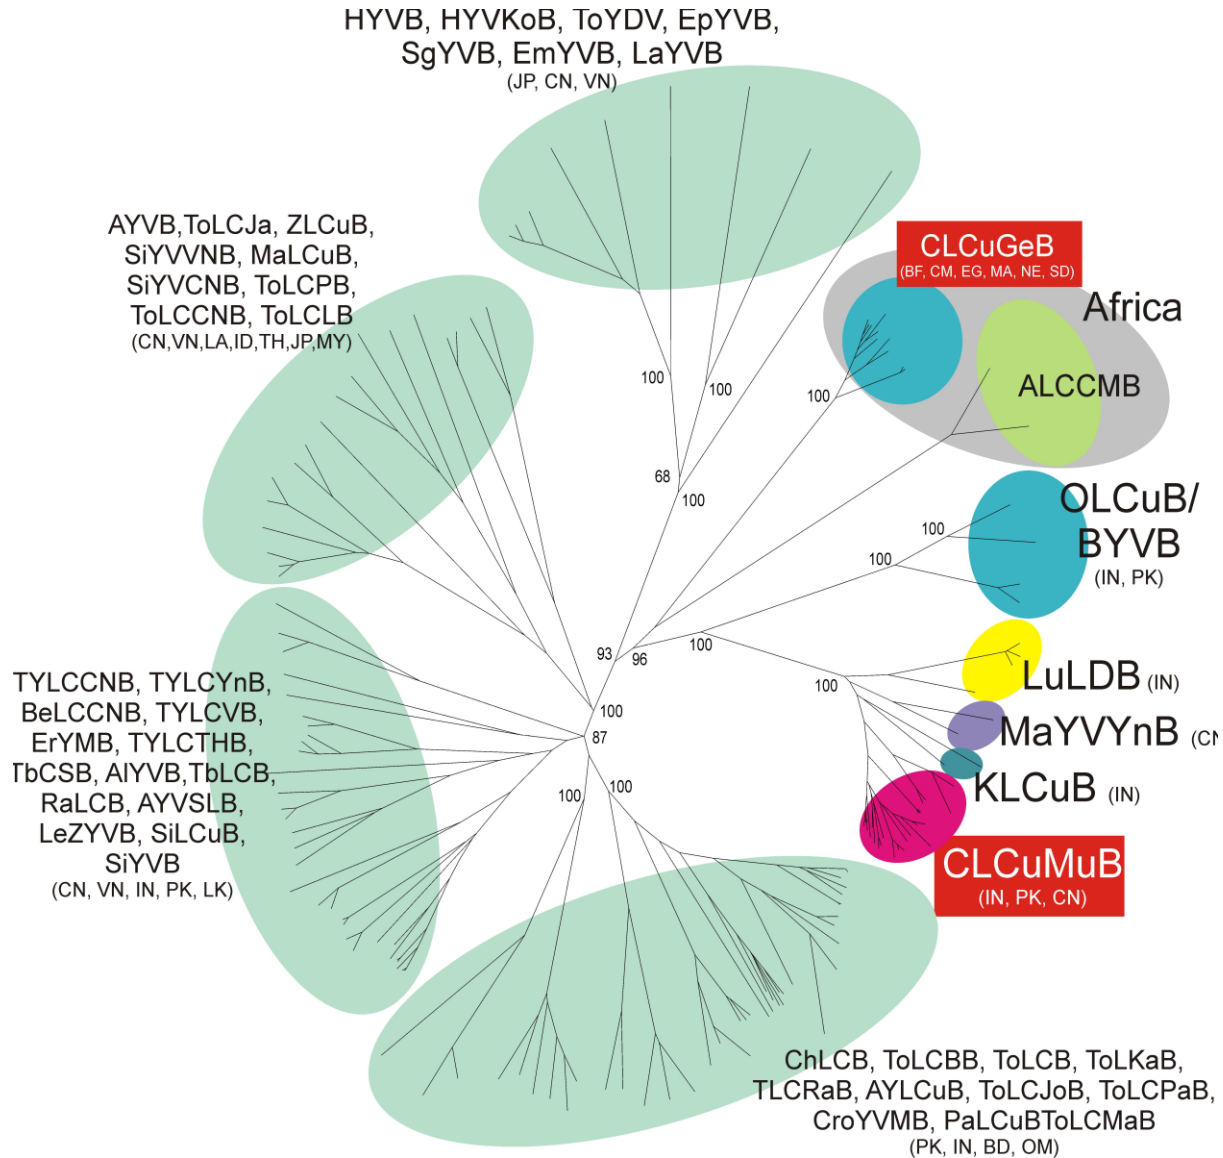 HYVB, HYVKoB, ToYDV, EpYVB,
SgYVB, EmYVB, LaYVB
(JP, CN, VN)
AYVB,ToLCJa, ZLCuB,
SiYVVNB, MaLCuB,
SiYVCNB, ToLCPB,
ToLCCNB, ToLCLB
(CN,VN,LA,ID,TH,JP,MY)
CLCuGeB
(BF, CM, EG, MA, NE, SD)
Africa
ALCCMB
100
100
100
68
100
OLCuB/
BYVB
(IN, PK)
100
100
93
96
100
100
LuLDB (IN)
MaYVYnB (CN
KLCuB (IN)
CLCuMuB
(IN, PK, CN)
100
87
100
100
TYLCCNB, TYLCYnB,
BeLCCNB, TYLCVB,
ErYMB, TYLCTHB,
TbCSB, AlYVB,TbLCB,
RaLCB, AYVSLB,
LeZYVB, SiLCuB,
SiYVB
(CN, VN, IN, PK, LK)
ChLCB, ToLCBB, ToLCB, ToLKaB,
TLCRaB, AYLCuB, ToLCJoB, ToLCPaB,
CroYVMB, PaLCuBToLCMaB
(PK, IN, BD, OM)